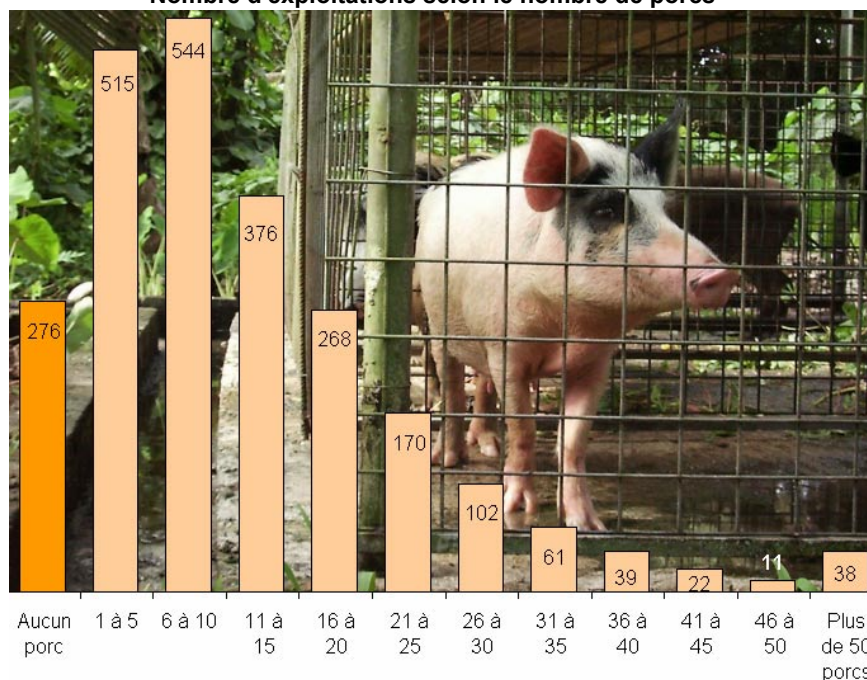 Nombre d'exploitations selon le nombre de porcs
544
515
376
276
268
170
102
61
39
22
11
38
Aucun porc
1 à 5
6 à 10
11 à 15
16 à 20
21 à 25
26 à 30
31 à 35
36 à 40
41 à 45
46 à 50
Plus de 50 porcs